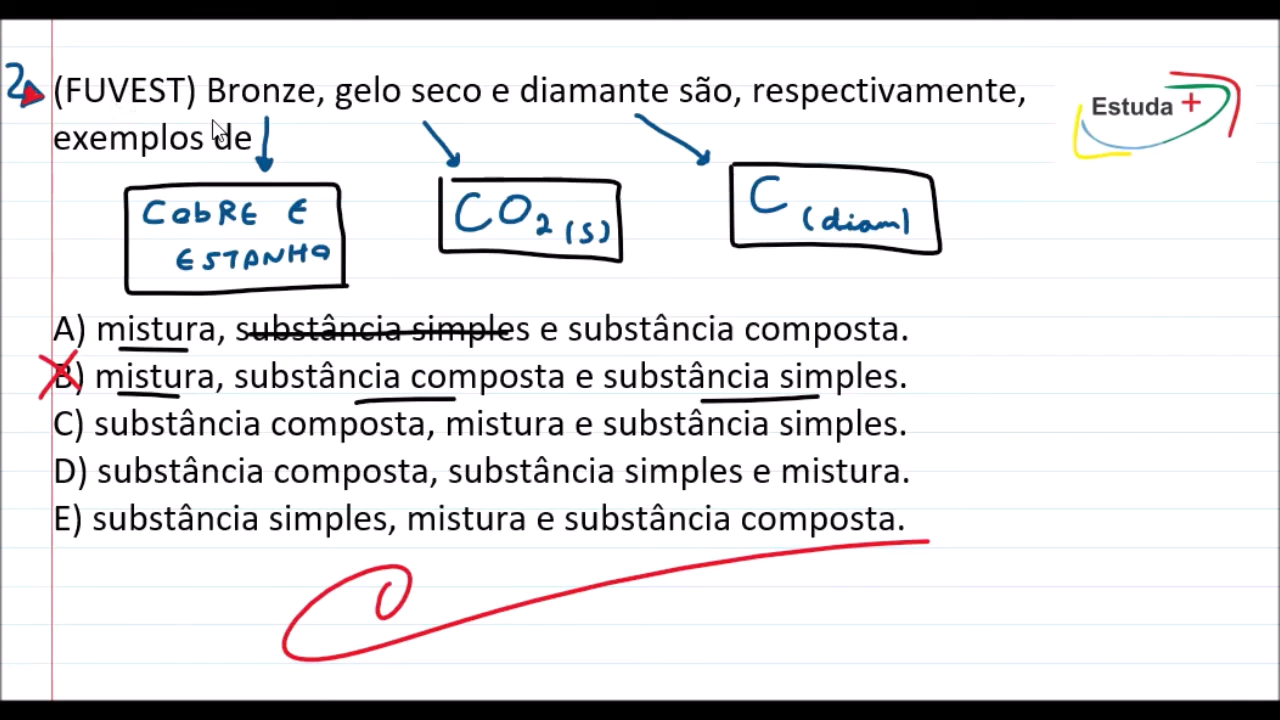 2
(FUVEST) Bronze, gelo seco e diamante são, respectivamente,
Estuda +
exemplos de
CobRE E
ESTANHO
CO₂(s)
C(diam)
A) mistura, substância simples e substância composta.
B) mistura, substância composta e substância simples.
C) substância composta, mistura e substância simples.
D) substância composta, substância simples e mistura.
E) substância simples, mistura e substância composta.